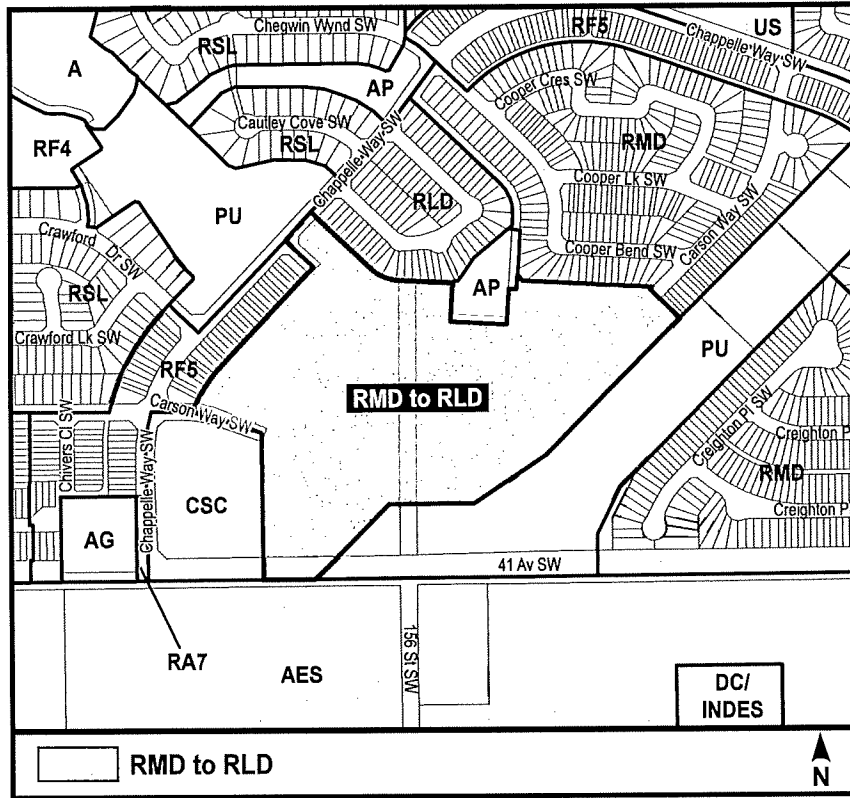 Chegwin Wynd SW
RF5
US
Chappelle Way SW
A
RSL
AP
Cooper Cres SW
Cautley Cove SW
RSL
RF4
RMD
Chappelle Way SW
Cooper Lk SW
RLD
PU
Carson Way SW
Crawford Dr SW
Cooper Bend SW
RSL
AP
Crawford Lk SW
PU
RF5
RMD to RLD
Carson Way SW
Creighton Pl SW
Chivers Cl SW
Creighton P
RMD
Chappelle Way SW
CSC
Creighton P
AG
41 Av SW
RA7
156 St SW
AES
DC/
INDES
RMD to RLD
N